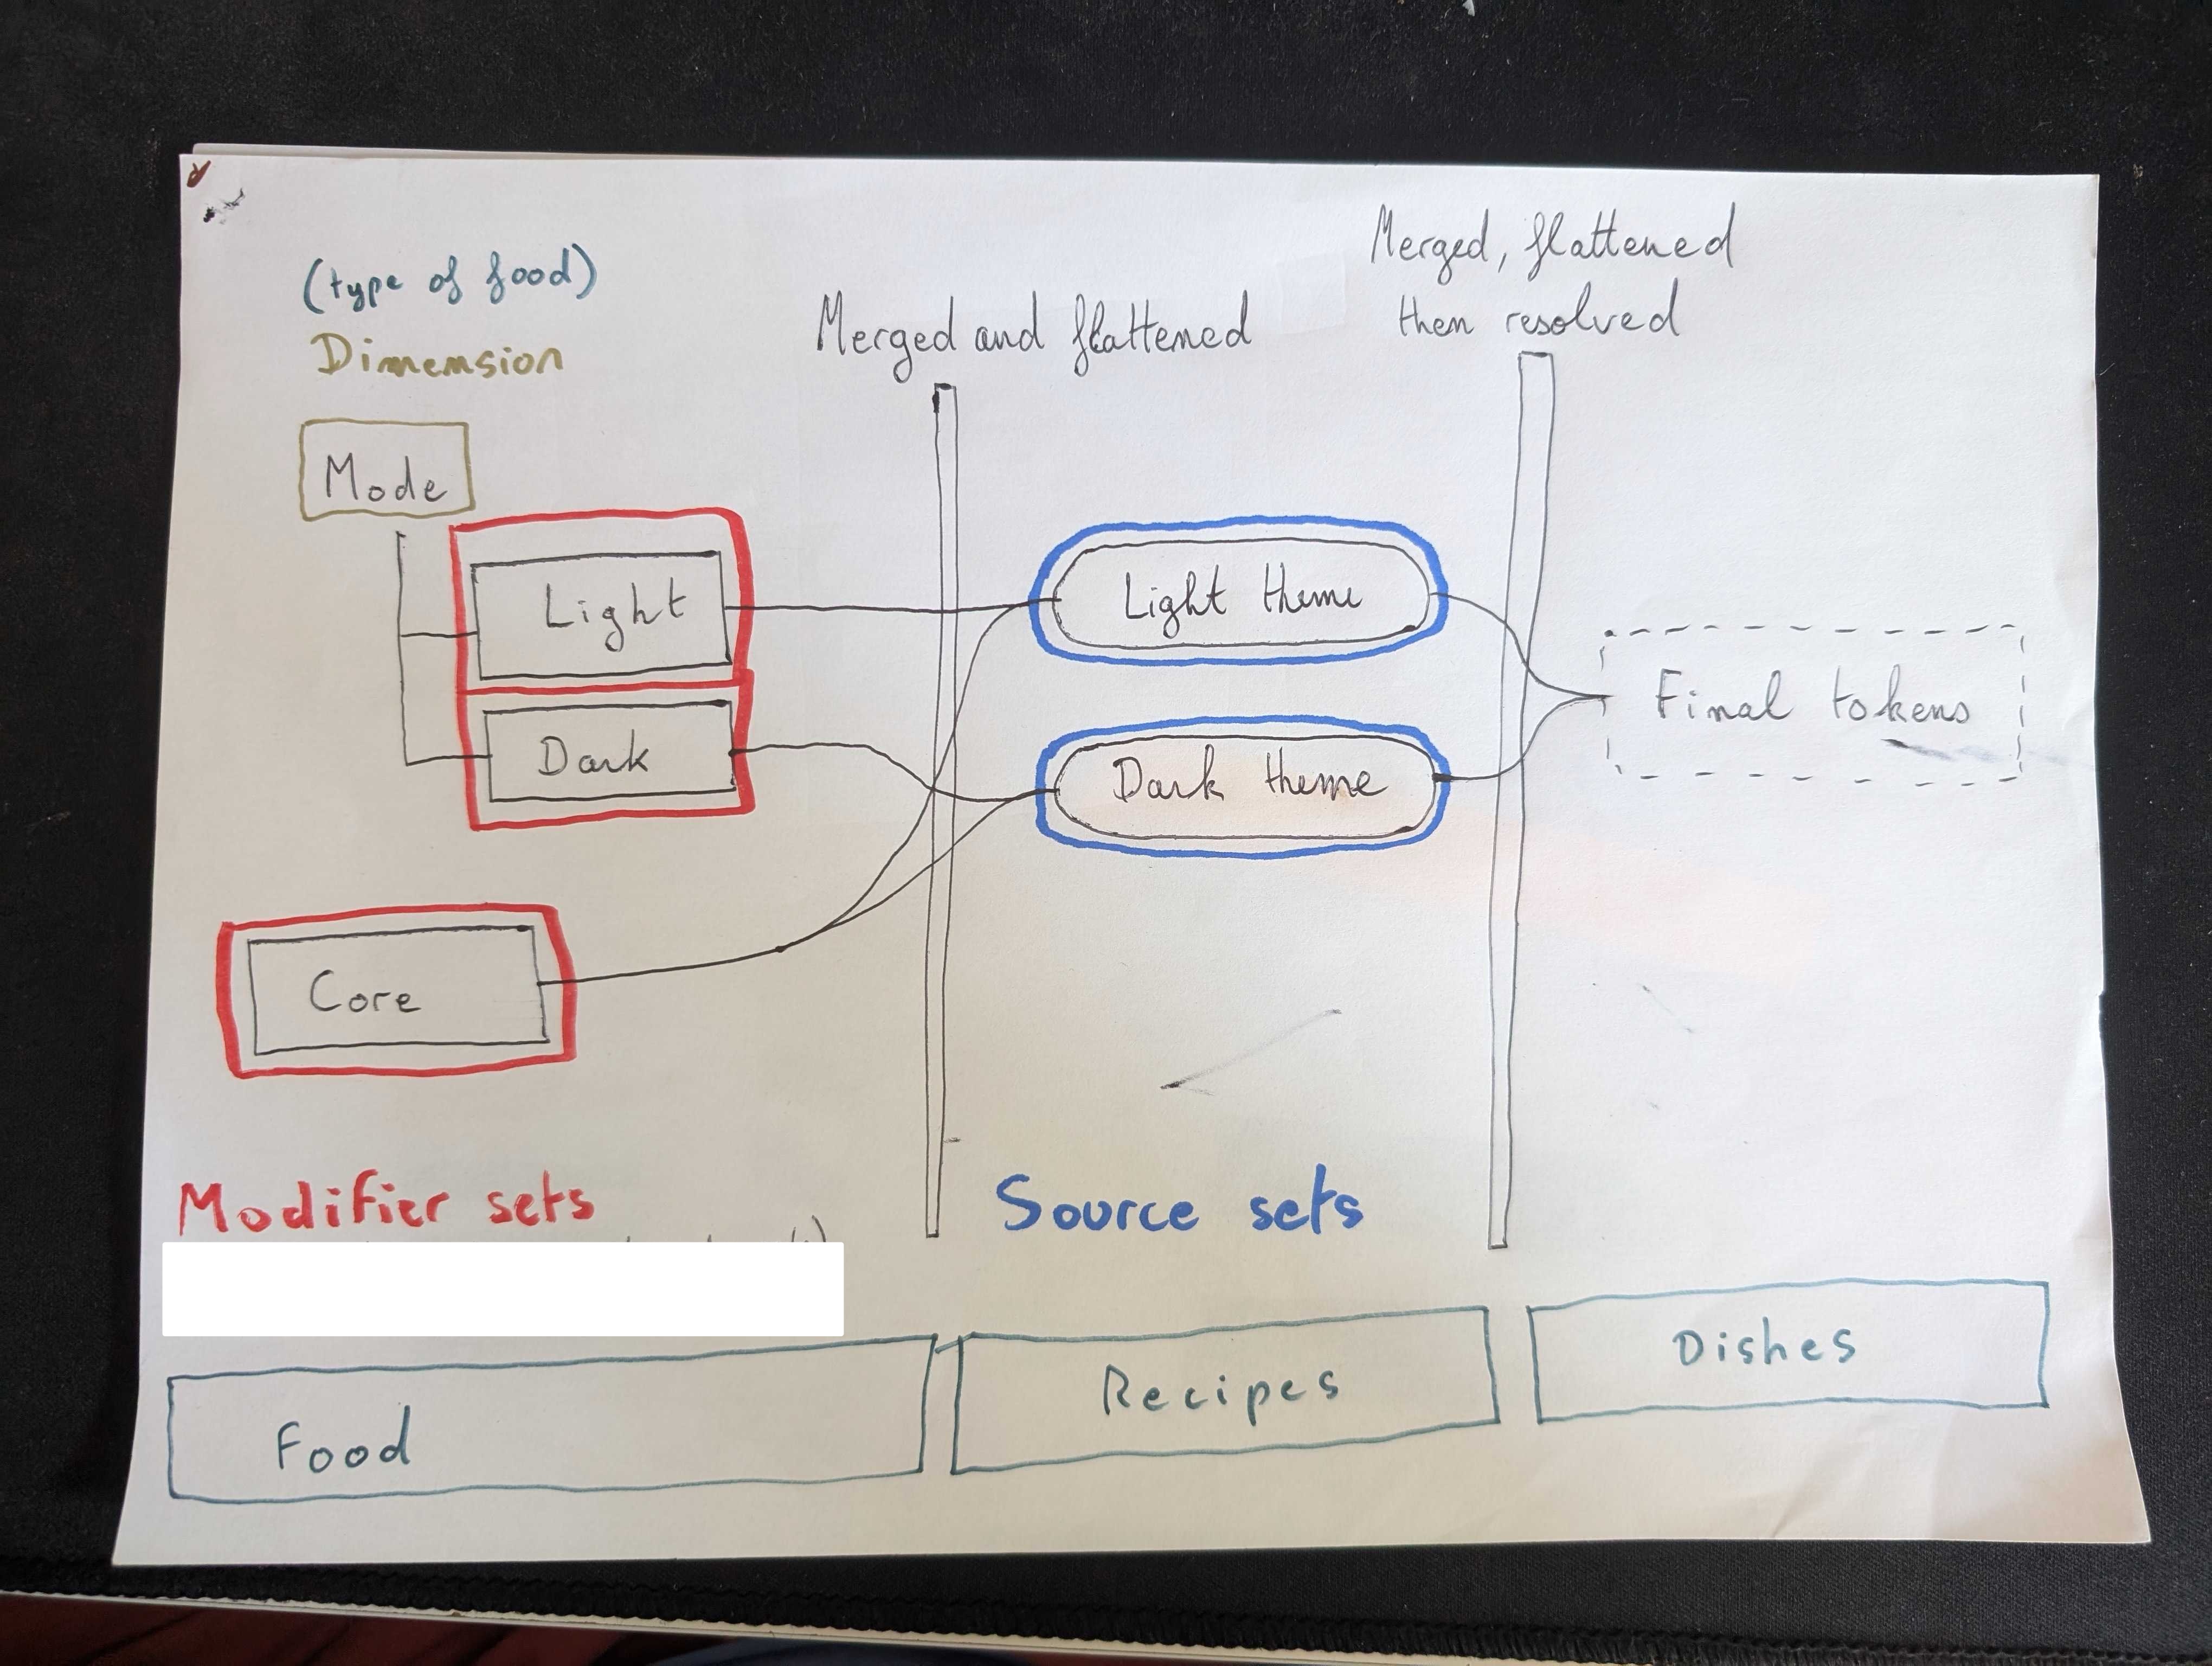 (type of food)
Dimension
Merged and flattened
Merged, flattened
then resolved
Mode
Light
Dark
Core
Light theme
Dark theme
Final tokens
Modifier sets
Source sets
Food
Recipes
Dishes